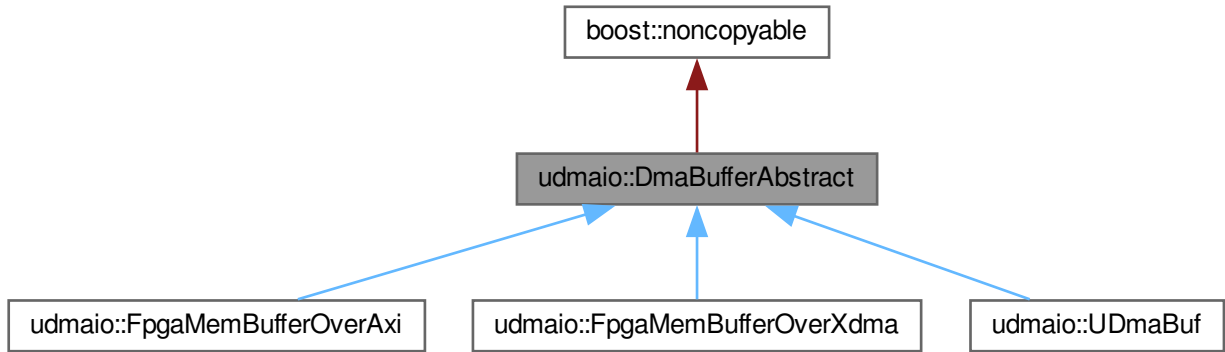 boost::noncopyable
udmaio::DmaBufferAbstract
udmaio::FpgaMemBufferOverAxi
udmaio::FpgaMemBufferOverXdma
udmaio::UDmaBuf